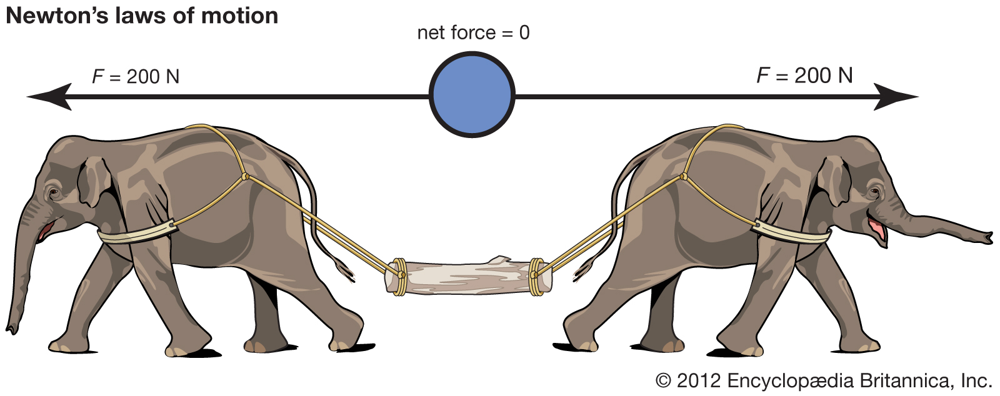 Newton’s laws of motion
net force = 0
F = 200 N
F = 200 N
© 2012 Encyclopædia Britannica, Inc.